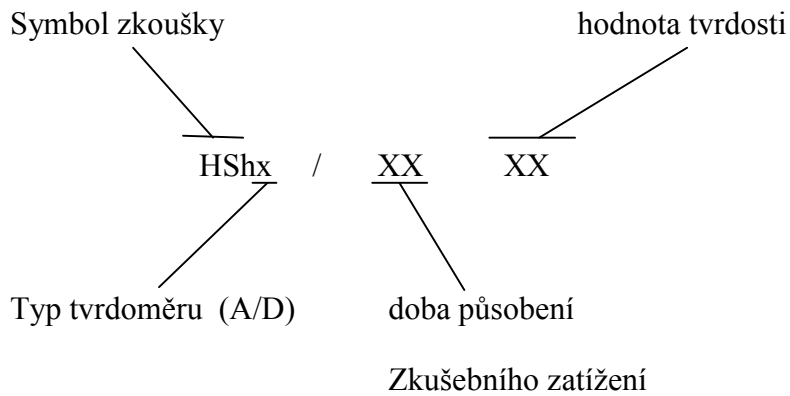 Symbol zkoušky hodnota tvrdosti
HShx / XX XX
Typ tvrdoměru (A/D) doba působení
Zkušebního zatížení